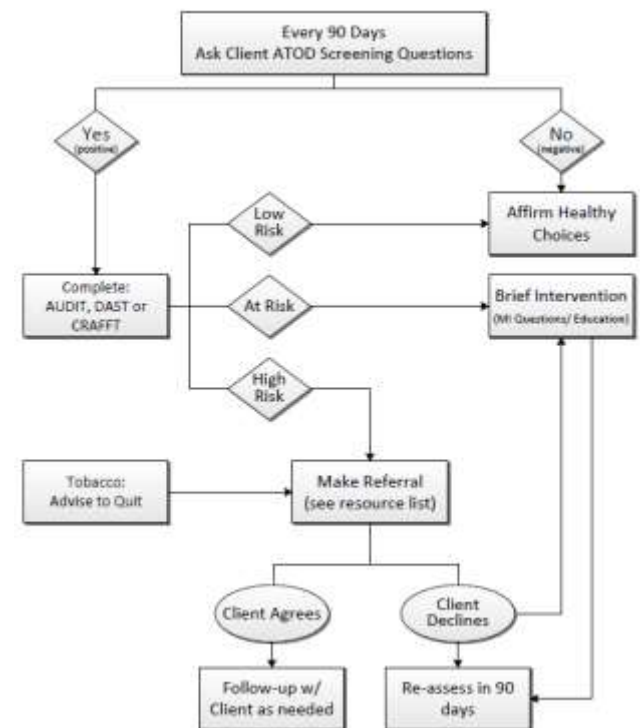 Every 90 Days
Ask Client ATOD Screening Questions
Yes
(positive)
No
(negative)
Low
Risk
Affirm Healthy
Choices
Complete:
AUDIT, DAST or
CRAFFT
At Risk
Brief Intervention
(MI Questions/ Education)
High
Risk
Tobacco:
Advise to Quit
Make Referral
(see resource list)
Client Agrees
Client
Declines
Follow-up w/
Client as needed
Re-assess in 90
days